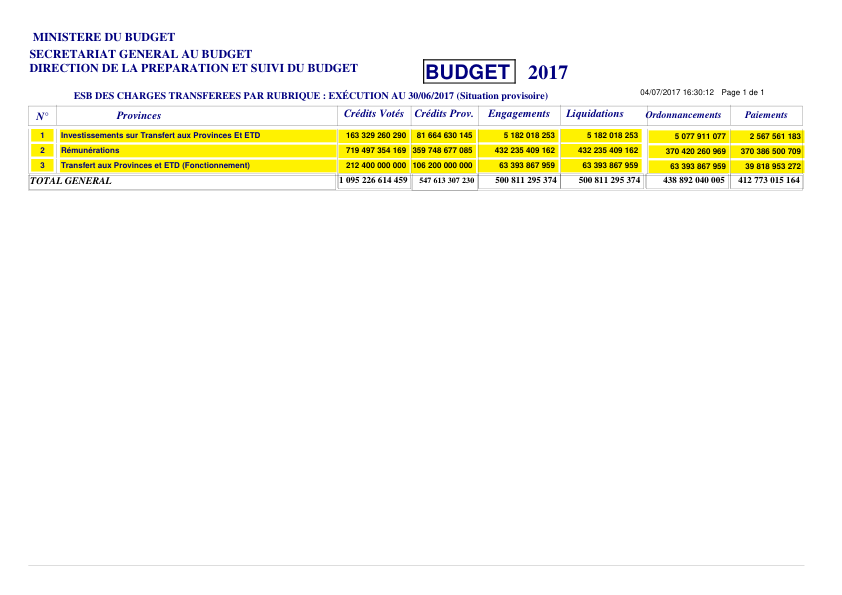 MINISTERE DU BUDGET
SECRETARIAT GENERAL AU BUDGET
DIRECTION DE LA PREPARATION ET SUIVI DU BUDGET
BUDGET 2017
ESB DES CHARGES TRANSFEREES PAR RUBRIQUE : EXÉCUTION AU 30/06/2017 (Situation provisoire)
04/07/2017 16:30:12 Page 1 de 1
N° Provinces Crédits Votés Crédits Prov. Engagements Liquidations Ordonnancements Paiements
1 Investissements sur Transfert aux Provinces Et ETD 163 329 260 290 81 664 630 145 5 182 018 253 5 182 018 253 5 077 911 077 2 567 561 183
2 Rémunérations 719 497 354 169 359 748 677 085 432 235 409 162 432 235 409 162 370 420 260 969 370 386 500 709
3 Transfert aux Provinces et ETD (Fonctionnement) 212 400 000 000 106 200 000 000 63 393 867 959 63 393 867 959 63 393 867 959 39 818 953 272
TOTAL GENERAL 1 095 226 614 459 547 613 307 230 500 811 295 374 500 811 295 374 438 892 040 005 412 773 015 164